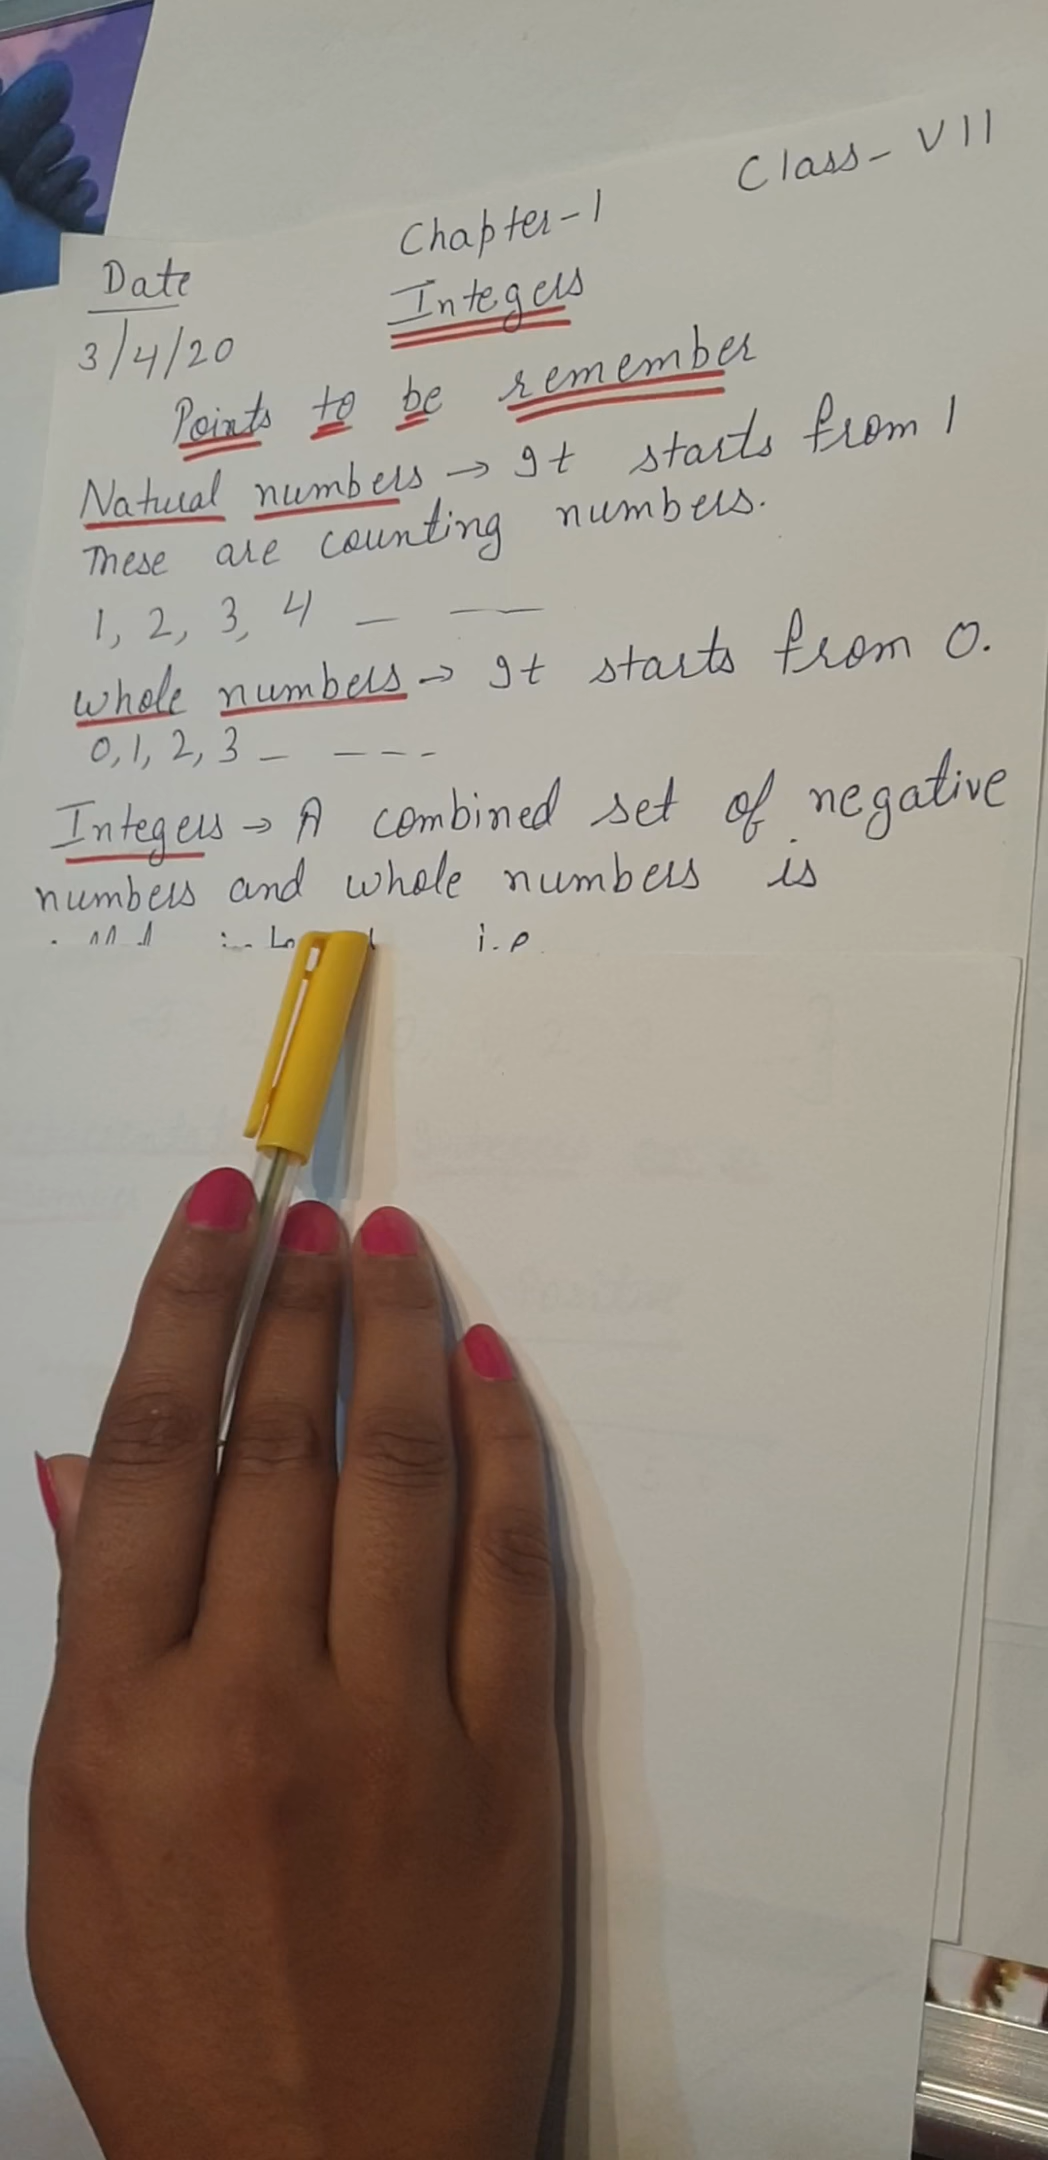 Class - VII
Chapter - 1
Date
Integers
3/4/20
Points to be remember
Natural numbers → It starts from 1
These are counting numbers.
1, 2, 3, 4 _ __
Whole numbers → It starts from 0.
0, 1, 2, 3 _ _ _ _
Integers → A combined set of negative
numbers and whole numbers is
i.e